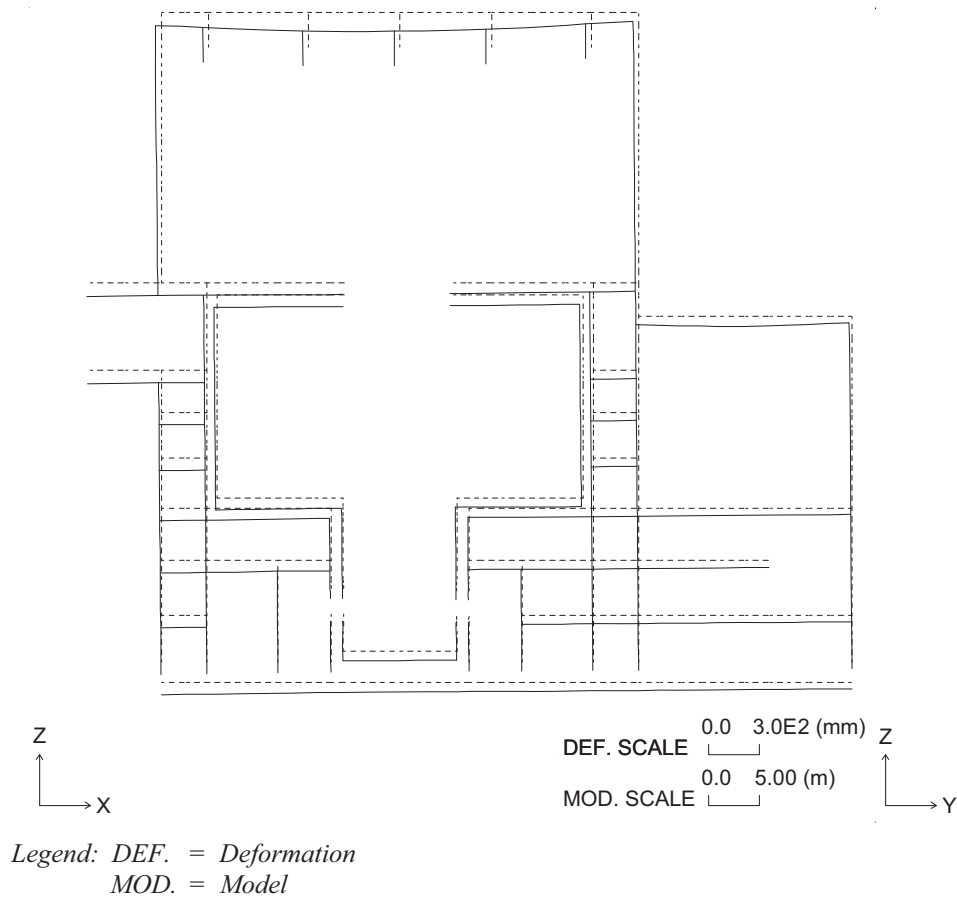 Z
X
0.0 3.0E2 (mm)
DEF. SCALE
0.0 5.00 (m)
MOD. SCALE
Z
Y
Legend: DEF. = Deformation
MOD. = Model